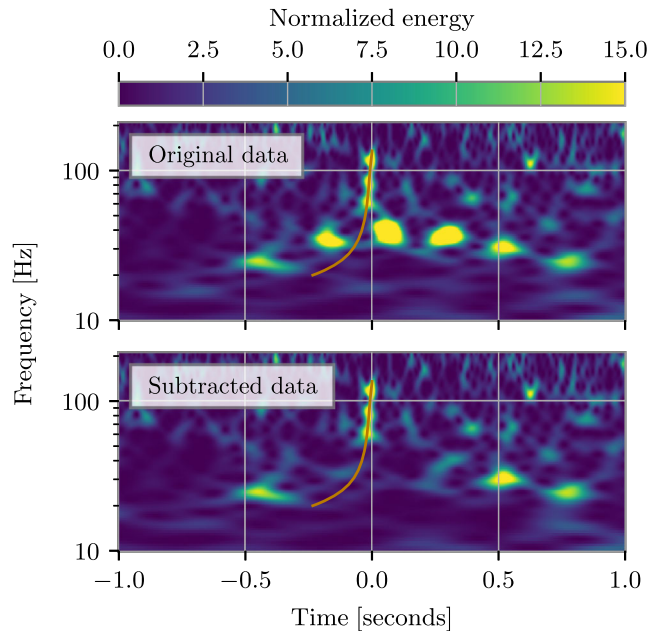 Normalized energy
0.0 2.5 5.0 7.5 10.0 12.5 15.0
Original data
100
10
Frequency [Hz]
Subtracted data
100
10
−1.0 −0.5 0.0 0.5 1.0
Time [seconds]